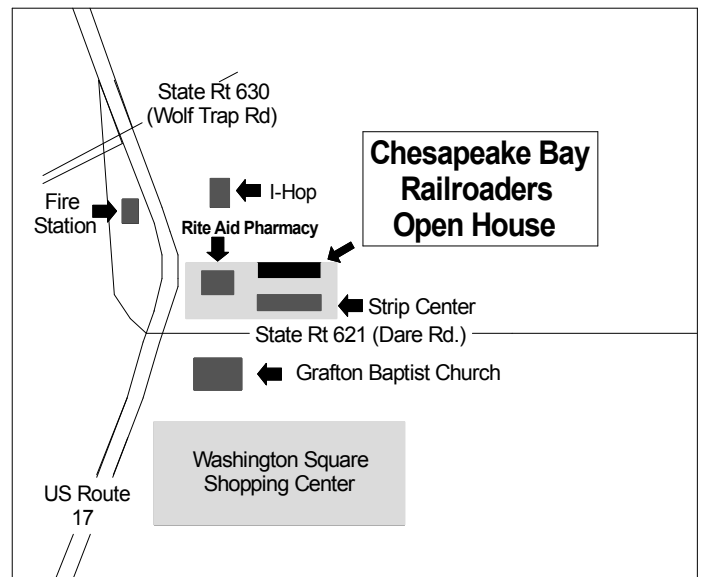 State Rt 630
(Wolf Trap Rd)
Chesapeake Bay
Railroaders
Open House
I-Hop
Fire
Station
Rite Aid Pharmacy
Strip Center
State Rt 621 (Dare Rd.)
Grafton Baptist Church
Washington Square
Shopping Center
US Route
17